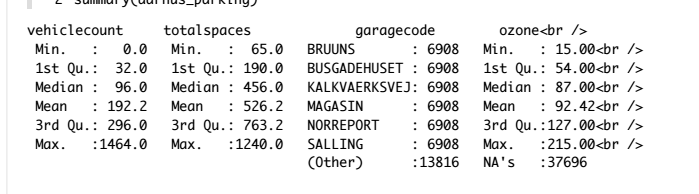 2 summary(aarhus_parking)
vehiclecount totalspaces garagecode ozone<br />
Min. : 0.0 Min. : 65.0 BRUUNS : 6908 Min. : 15.00<br />
1st Qu.: 32.0 1st Qu.: 190.0 BUSGADEHUSET : 6908 1st Qu.: 54.00<br />
Median : 96.0 Median : 456.0 KALKVAERKSVEJ: 6908 Median : 87.00<br />
Mean : 192.2 Mean : 526.2 MAGASIN : 6908 Mean : 92.42<br />
3rd Qu.: 296.0 3rd Qu.: 763.2 NORREPORT : 6908 3rd Qu.:127.00<br />
Max. :1464.0 Max. :1240.0 SALLING : 6908 Max. :215.00<br />
(Other) :13816 NA's :37696